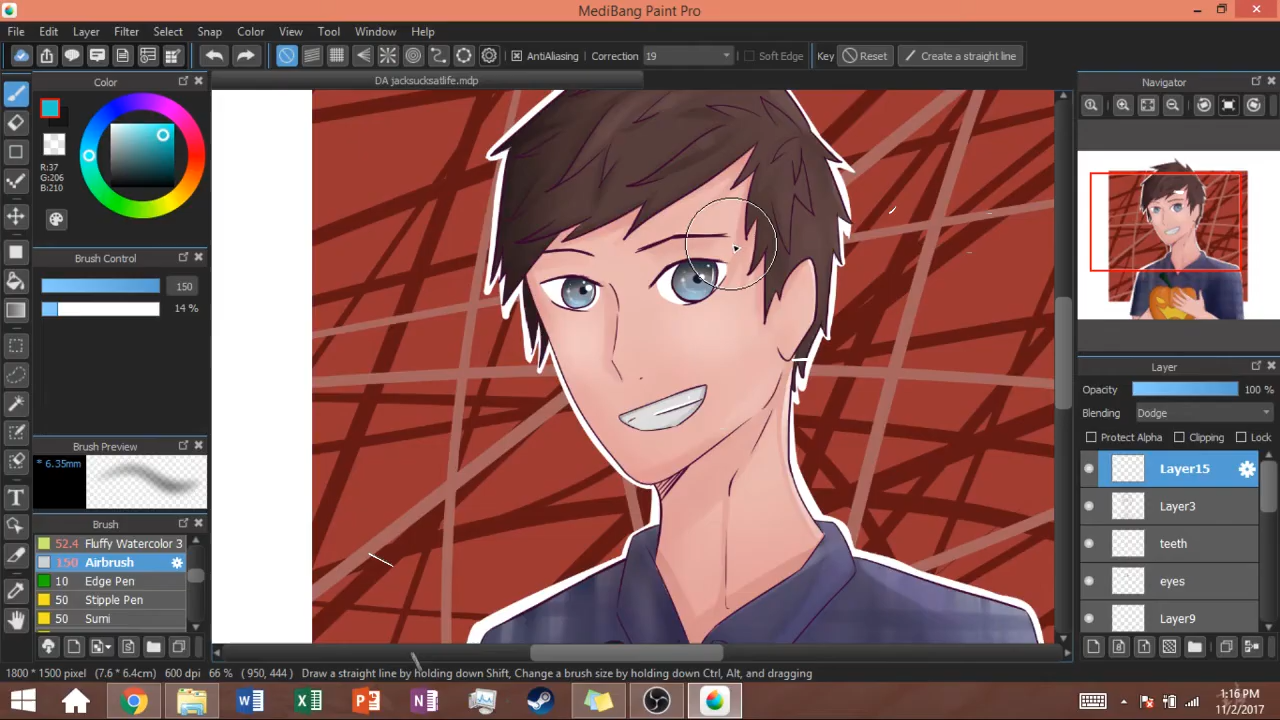 MediBang Paint Pro
File Edit Layer Filter Select Snap Color View Tool Window Help
AntiAliasing Correction 19 Soft Edge Key Reset Create a straight line
Color
DA jacksucksatlife.mdp
Navigator
R:37
G:206
B:210
Brush Control
150
14 %
Brush Preview
* 6.35mm
Brush
52.4 Fluffy Watercolor 3
150 Airbrush
10 Edge Pen
50 Stipple Pen
50 Sumi
Layer
Opacity 100 %
Blending Dodge
Protect Alpha Clipping Lock
Layer15
Layer3
teeth
eyes
Layer9
1800 * 1500 pixel (7.6 * 6.4cm) 600 dpi 66 % ( 950, 444 ) Draw a straight line by holding down Shift, Change a brush size by holding down Ctrl, Alt, and dragging
1:16 PM
11/2/2017